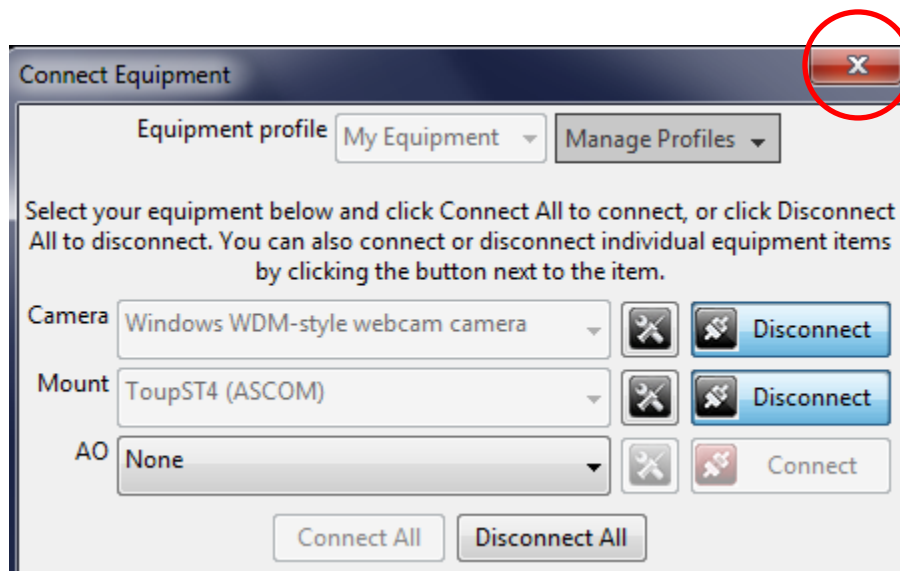 Connect Equipment
Equipment profile My Equipment Manage Profiles
Select your equipment below and click Connect All to connect, or click Disconnect
All to disconnect. You can also connect or disconnect individual equipment items
by clicking the button next to the item.
Camera Windows WDM-style webcam camera Disconnect
Mount ToupST4 (ASCOM) Disconnect
AO None Connect
Connect All Disconnect All